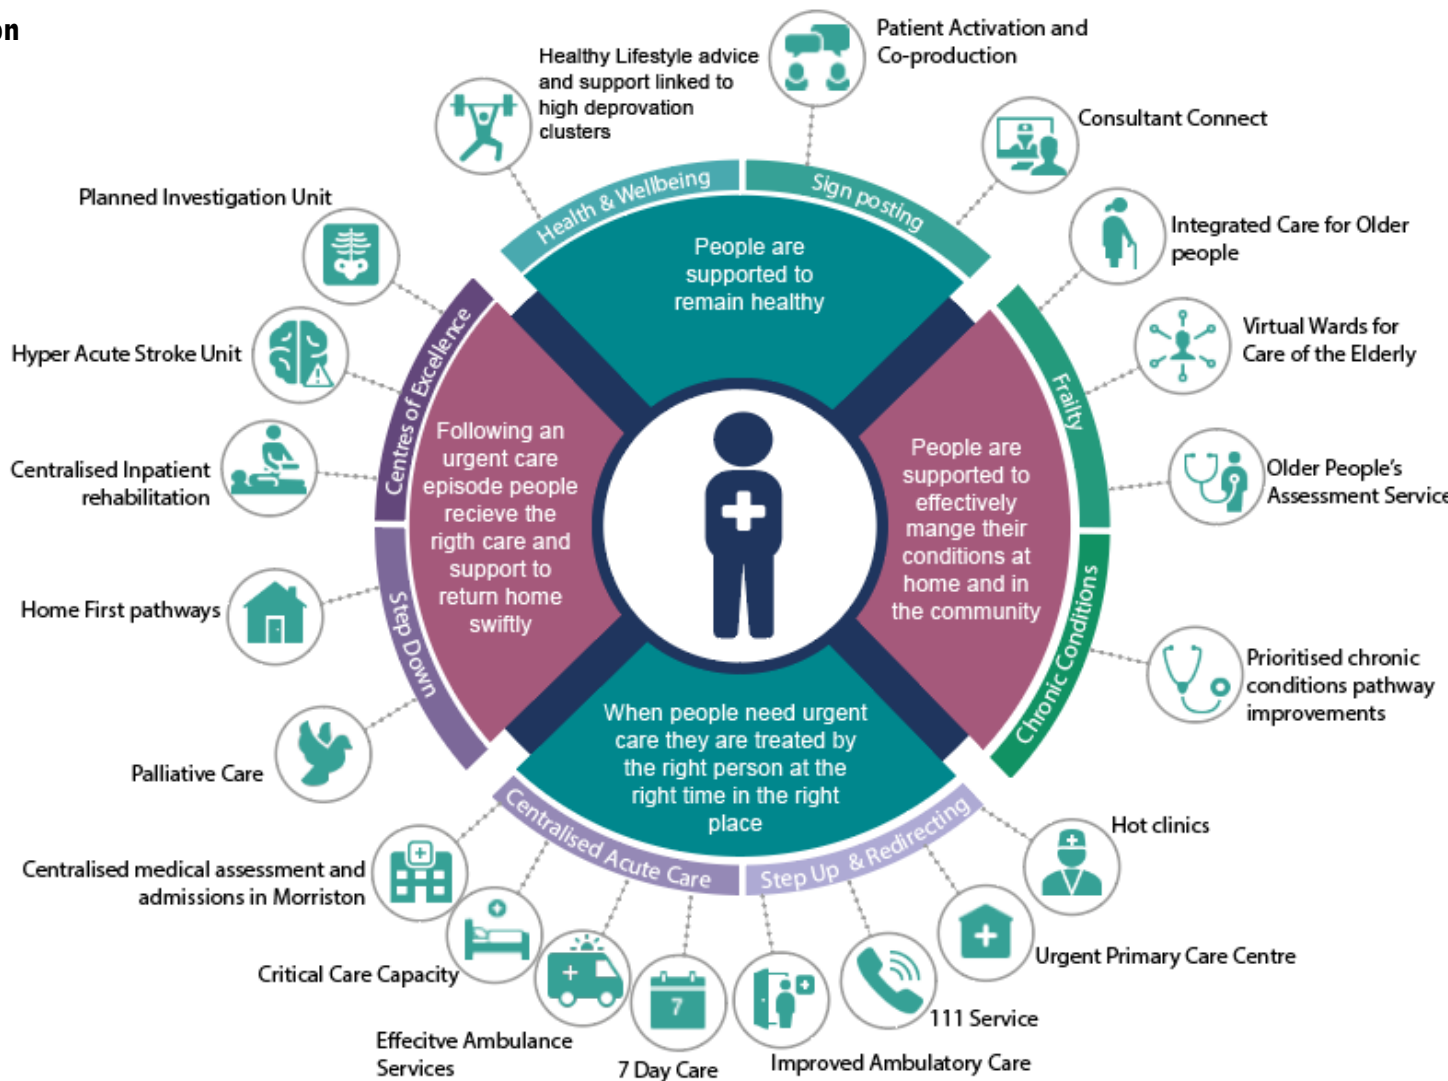 on
Healthy Lifestyle advice
and support linked to
high deprovation
clusters
Patient Activation and
Co-production
Consultant Connect
Integrated Care for Older
people
Virtual Wards for
Care of the Elderly
Older People's
Assessment Service
Prioritised chronic
conditions pathway
improvements
Hot clinics
Urgent Primary Care Centre
111 Service
Improved Ambulatory Care
7
7 Day Care
Effecitve Ambulance
Services
Critical Care Capacity
Centralised medical assessment and
admissions in Morriston
Palliative Care
Home First pathways
Centralised Inpatient
rehabilitation
Hyper Acute Stroke Unit
Planned Investigation Unit
Health & Wellbeing
Sign posting
Frailty
Chronic Conditions
Step Up & Redirecting
Centralised Acute Care
Step Down
Centres of Excellence
People are
supported to
remain healthy
People are
supported to
effectively
mange their
conditions at
home and in
the community
When people need urgent
care they are treated by
the right person at the
right time in the right
place
Following an
urgent care
episode people
recieve the
rigth care and
support to
return home
swiftly